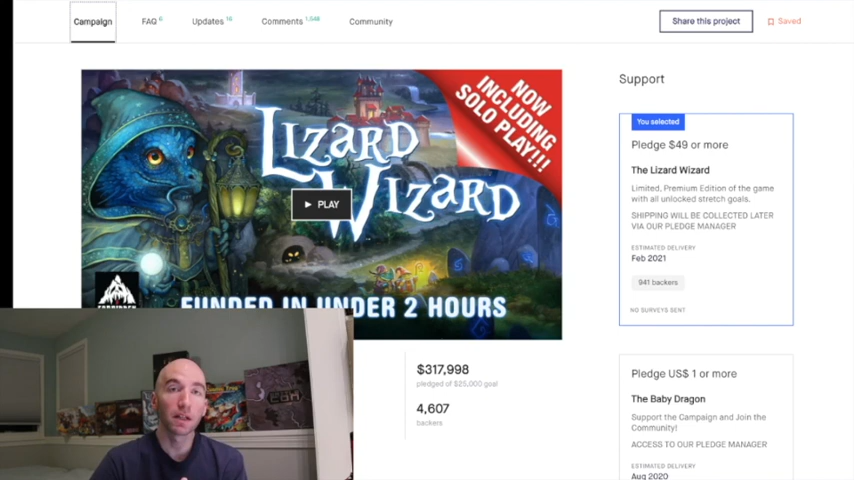 Campaign
FAQ 6
Updates 16
Comments 1,548
Community
Share this project
Saved
NOW
INCLUDING
SOLO PLAY!!!
LIZARD
WIZARD
PLAY
FUNDED IN UNDER 2 HOURS
$317,998
pledged of $25,000 goal
4,607
backers
Support
You selected
Pledge $49 or more
The Lizard Wizard
Limited, Premium Edition of the game
with all unlocked stretch goals.
SHIPPING WILL BE COLLECTED LATER
VIA OUR PLEDGE MANAGER
ESTIMATED DELIVERY
Feb 2021
941 backers
NO SURVEYS SENT
Pledge US$ 1 or more
The Baby Dragon
Support the Campaign and Join the
Community!
ACCESS TO OUR PLEDGE MANAGER
ESTIMATED DELIVERY
Aug 2020